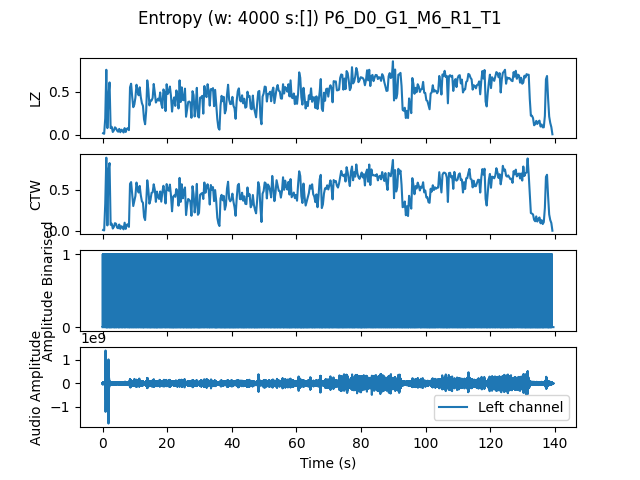 Entropy (w: 4000 s:[]) P6_D0_G1_M6_R1_T1
LZ
0.5
0.0
CTW
0.5
0.0
Amplitude Binarised
1
0
1e9
Audio Amplitude
1
0
−1
Left channel
0 20 40 60 80 100 120 140
Time (s)